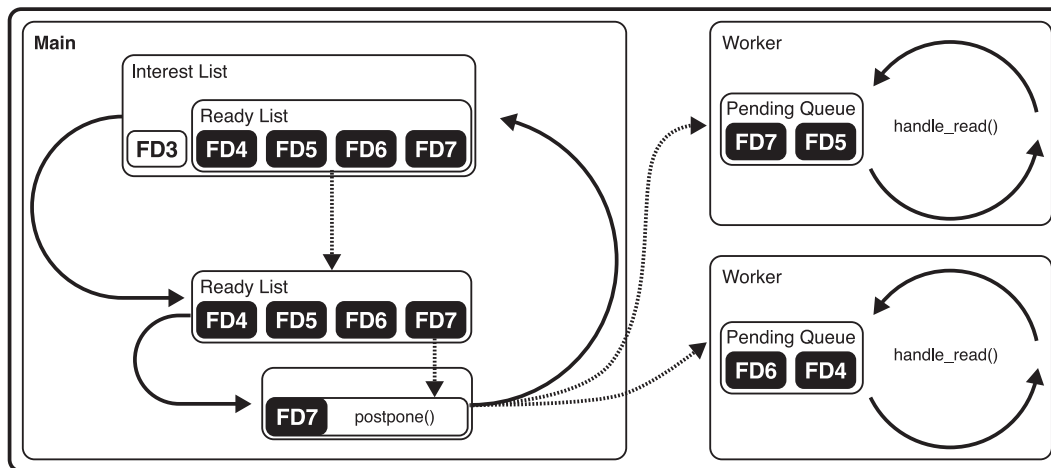 Main
Interest List
Ready List
FD3 FD4 FD5 FD6 FD7
Ready List
FD4 FD5 FD6 FD7
FD7 postpone()
Worker
Pending Queue
FD7 FD5
handle_read()
Worker
Pending Queue
FD6 FD4
handle_read()